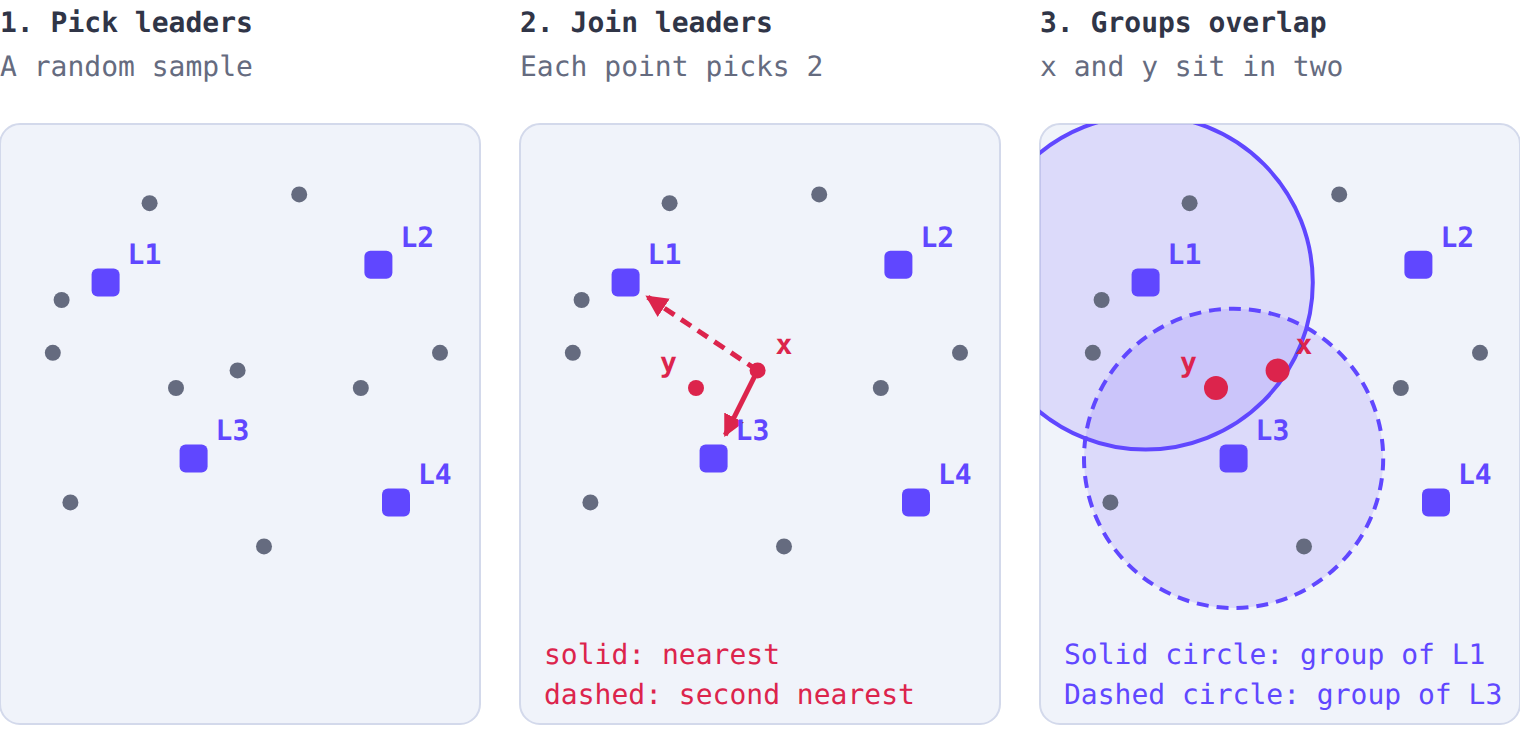 1. Pick leaders
A random sample
L1
L2
L3
L4
2. Join leaders
Each point picks 2
L1
L2
x
y
L3
L4
solid: nearest
dashed: second nearest
3. Groups overlap
x and y sit in two
L1
L2
x
y
L3
L4
Solid circle: group of L1
Dashed circle: group of L3